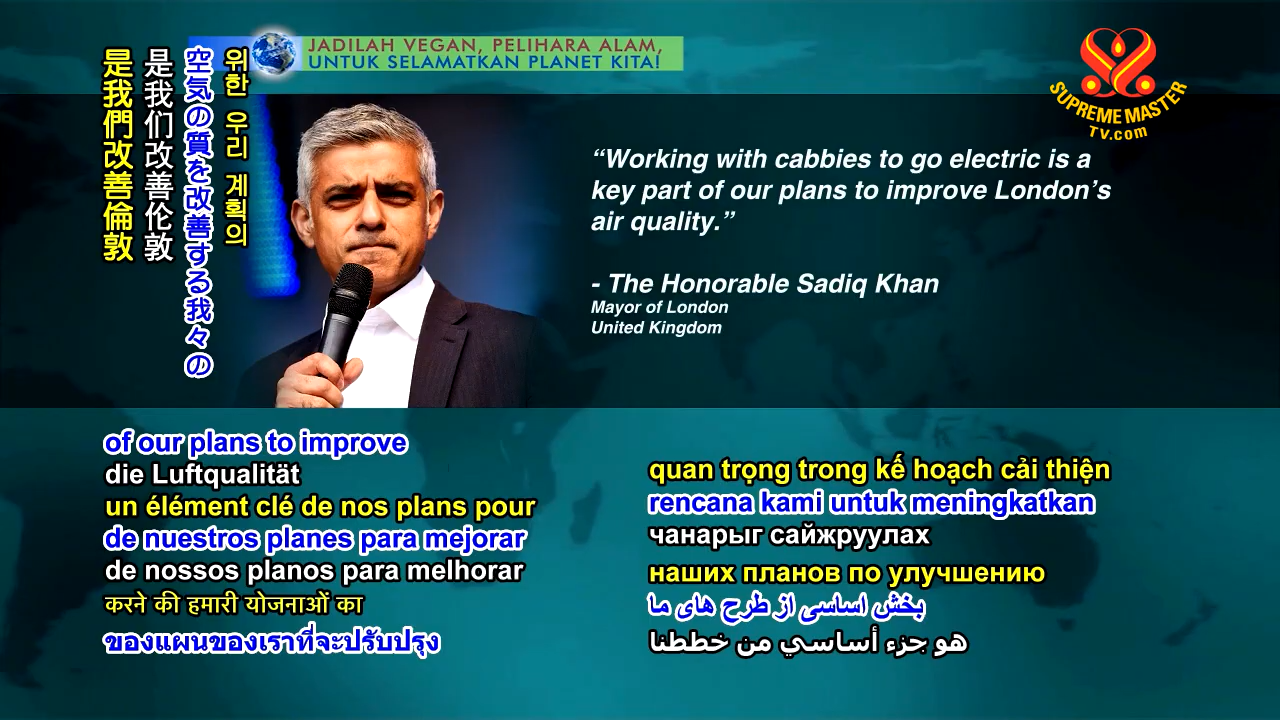 JADILAH VEGAN, PELIHARA ALAM,
UNTUK SELAMATKAN PLANET KITA!
SUPREME MASTER
TV.com
위한 우리 계획의
空気の質を改善する我々の
是我们改善伦敦
是我們改善倫敦
“Working with cabbies to go electric is a
key part of our plans to improve London’s
air quality.”
- The Honorable Sadiq Khan
Mayor of London
United Kingdom
of our plans to improve
die Luftqualität
un élément clé de nos plans pour
de nuestros planes para mejorar
de nossos planos para melhorar
करने की हमारी योजनाओं का
ของแผนของเราที่จะปรับปรุง
quan trọng trong kế hoạch cải thiện
rencana kami untuk meningkatkan
чанарыг сайжруулах
наших планов по улучшению
بخش اساسی از طرح های ما
هو جزء أساسي من خططنا